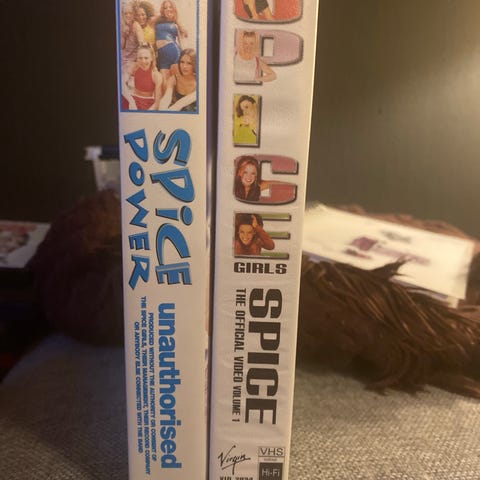 SPiCE
POWER
unauthorised
PRODUCED WITHOUT THE AUTHORITY OR CONSENT OF
THE SPICE GIRLS, THEIR MANAGEMENT, THEIR RECORD COMPANY
OR ANYBODY ELSE CONNECTED WITH THE BAND
SPICE
GIRLS
SPICE
THE OFFICIAL VIDEO VOLUME 1
Virgin
VHS
Hi-Fi